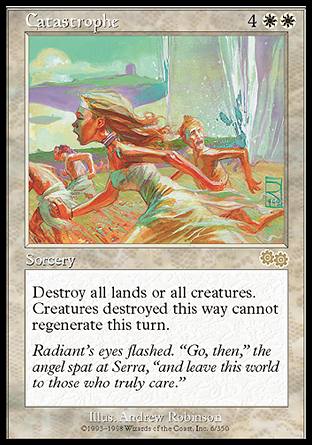 Catastrophe 4
Sorcery
Destroy all lands or all creatures.
Creatures destroyed this way cannot
regenerate this turn.
Radiant's eyes flashed. "Go, then," the
angel spat at Serra, "and leave this world
to those who truly care."
Illus. Andrew Robinson
©1993–1998 Wizards of the Coast, Inc. 6/350